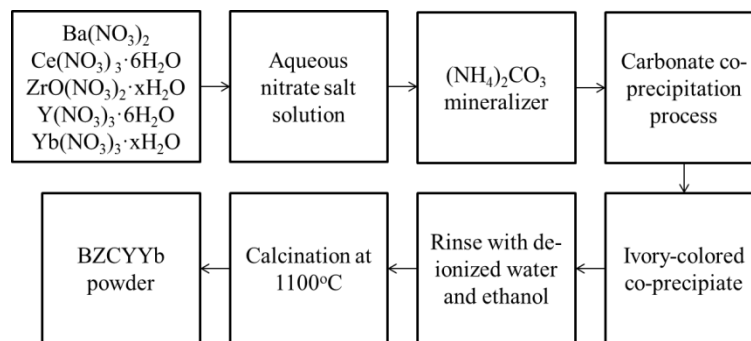 Ba(NO₃)₂
Ce(NO₃)₃·6H₂O
ZrO(NO₃)₂·xH₂O
Y(NO₃)₃·6H₂O
Yb(NO₃)₃·xH₂O
Aqueous
nitrate salt
solution
(NH₄)₂CO₃
mineralizer
Carbonate co-
precipitation
process
Ivory-colored
co-precipiate
Rinse with de-
ionized water
and ethanol
Calcination at
1100°C
BZCYYb
powder